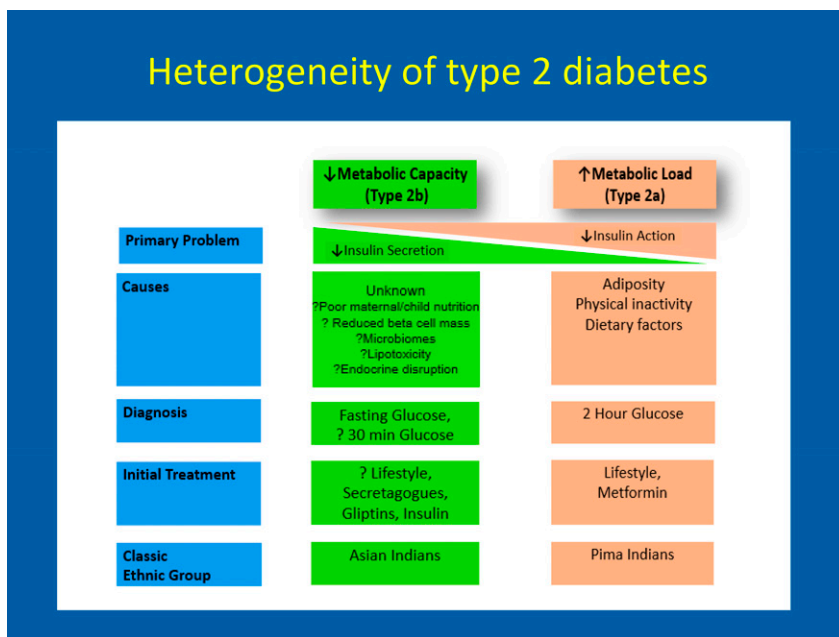 Heterogeneity of type 2 diabetes
↓Metabolic Capacity
(Type 2b)
↑Metabolic Load
(Type 2a)
Primary Problem
↓Insulin Secretion
↓Insulin Action
Causes
Unknown
?Poor maternal/child nutrition
? Reduced beta cell mass
?Microbiomes
?Lipotoxicity
?Endocrine disruption
Adiposity
Physical inactivity
Dietary factors
Diagnosis
Fasting Glucose,
? 30 min Glucose
2 Hour Glucose
Initial Treatment
? Lifestyle,
Secretagogues,
Gliptins, Insulin
Lifestyle,
Metformin
Classic
Ethnic Group
Asian Indians
Pima Indians